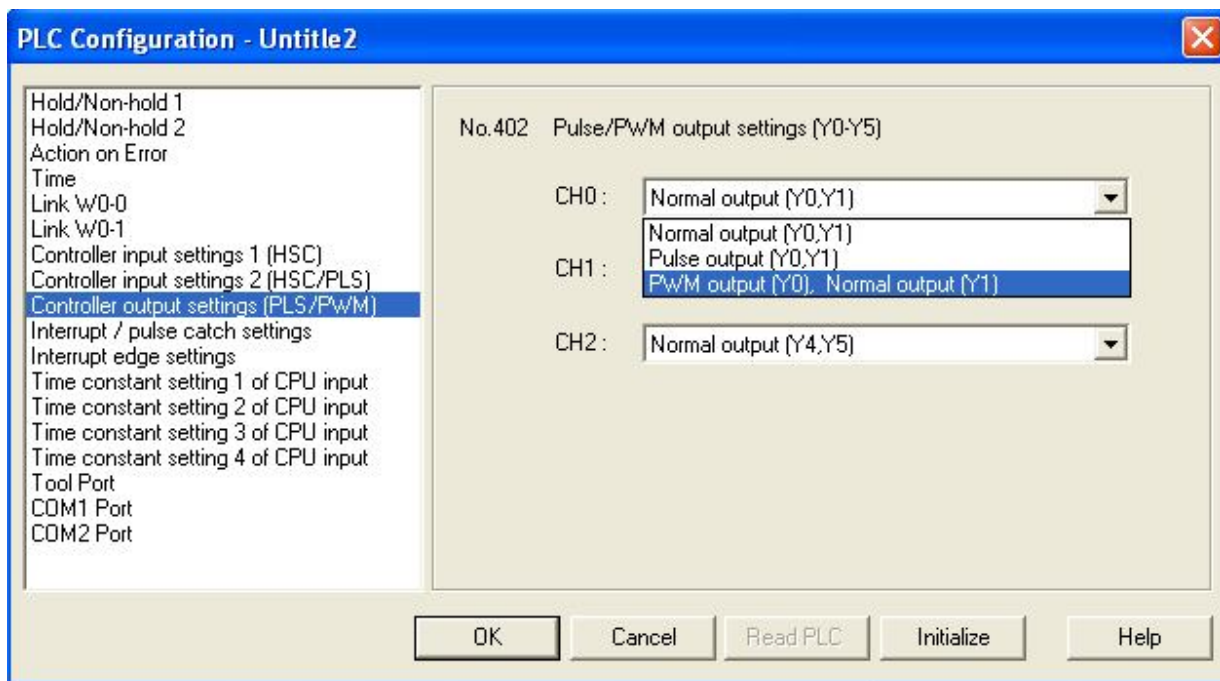 PLC Configuration - Untitle2
Hold/Non-hold 1
Hold/Non-hold 2
Action on Error
Time
Link W0-0
Link W0-1
Controller input settings 1 (HSC)
Controller input settings 2 (HSC/PLS)
Controller output settings (PLS/PWM)
Interrupt / pulse catch settings
Interrupt edge settings
Time constant setting 1 of CPU input
Time constant setting 2 of CPU input
Time constant setting 3 of CPU input
Time constant setting 4 of CPU input
Tool Port
COM1 Port
COM2 Port
No.402 Pulse/PWM output settings (Y0-Y5)
CH0 : Normal output (Y0,Y1)
Normal output (Y0,Y1)
Pulse output (Y0,Y1)
CH1 :
PWM output (Y0), Normal output (Y1)
CH2 : Normal output (Y4,Y5)
OK Cancel Read PLC Initialize Help